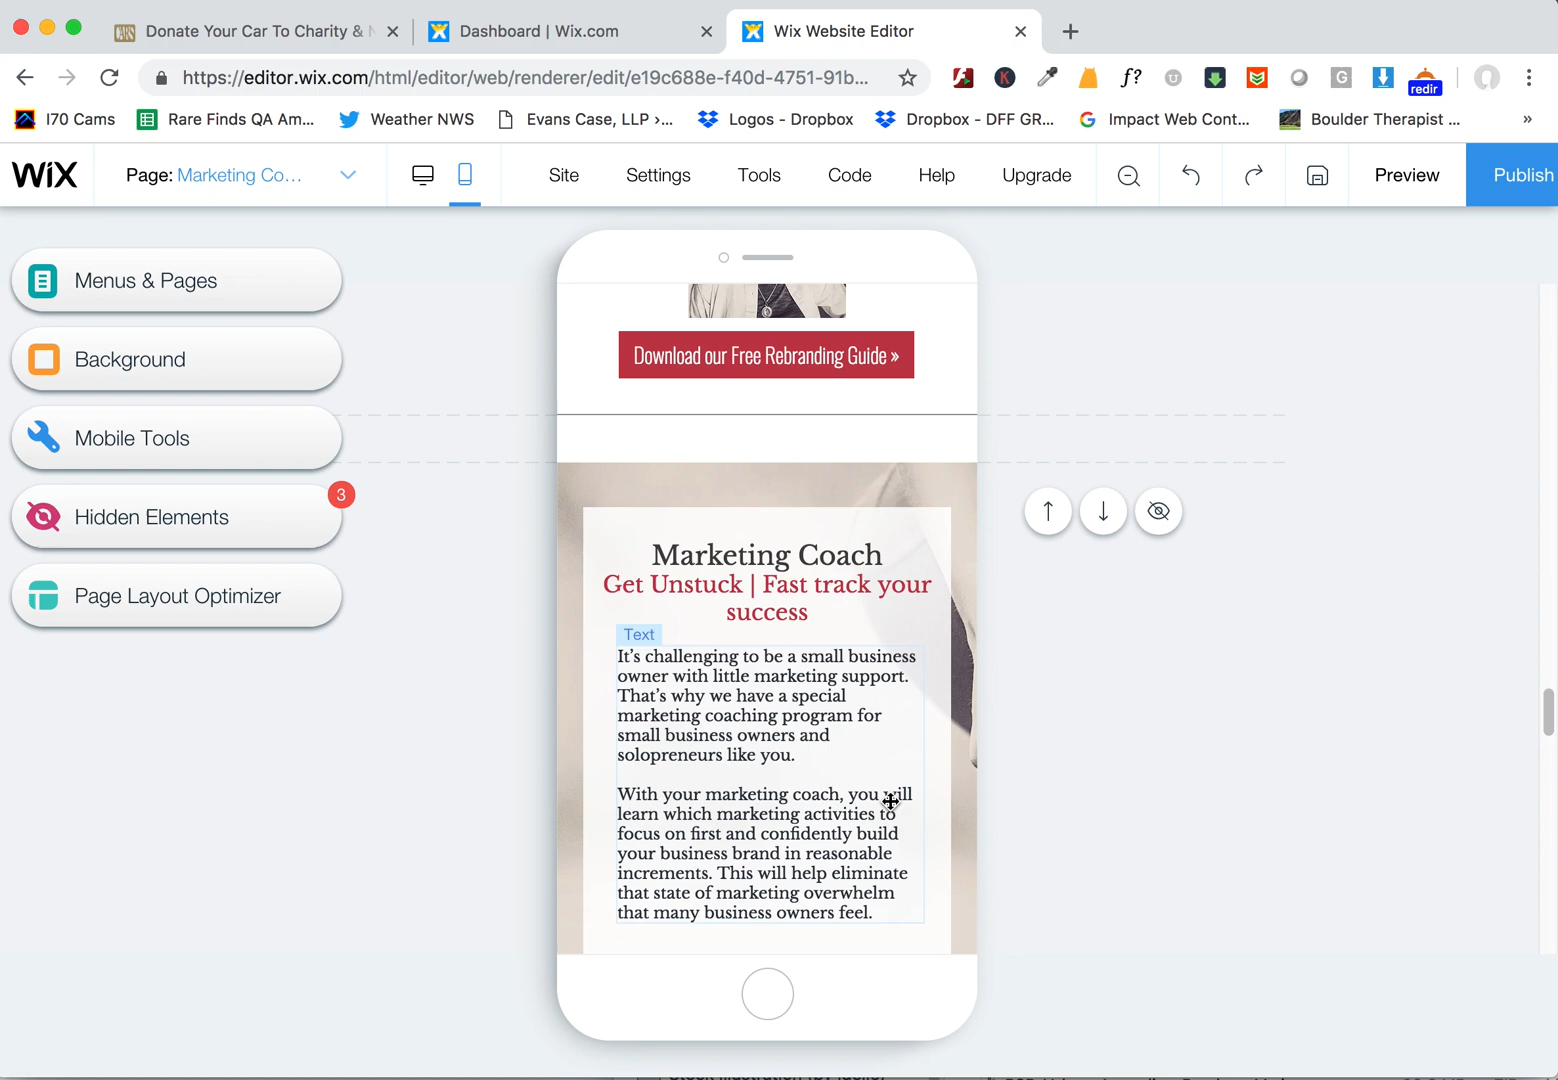 Donate Your Car To Charity &
Dashboard | Wix.com
Wix Website Editor
https://editor.wix.com/html/editor/web/renderer/edit/e19c688e-f40d-4751-91b...
K
f?
U
G
redir
I70 Cams
Rare Finds QA Am...
Weather NWS
Evans Case, LLP >...
Logos - Dropbox
Dropbox - DFF GR...
Impact Web Cont...
Boulder Therapist ...
»
WiX
Page: Marketing Co...
Site
Settings
Tools
Code
Help
Upgrade
Preview
Publish
Menus & Pages
Background
Mobile Tools
3
Hidden Elements
Page Layout Optimizer
Download our Free Rebranding Guide »
Marketing Coach
Get Unstuck | Fast track your
success
Text
It's challenging to be a small business
owner with little marketing support.
That's why we have a special
marketing coaching program for
small business owners and
solopreneurs like you.
With your marketing coach, you will
learn which marketing activities to
focus on first and confidently build
your business brand in reasonable
increments. This will help eliminate
that state of marketing overwhelm
that many business owners feel.